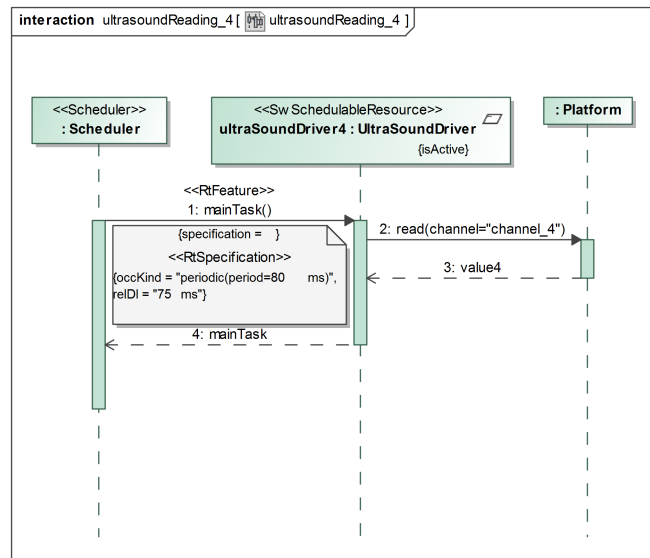 interaction ultrasoundReading_4 [ ultrasoundReading_4 ]
<<Scheduler>>
: Scheduler
<<Sw SchedulableResource>>
ultraSoundDriver4 : UltraSoundDriver
{isActive}
: Platform
<<RtFeature>>
1: mainTask()
{specification = }
<<RtSpecification>>
{occKind = "periodic(period=80 ms)",
relDl = "75 ms"}
2: read(channel="channel_4")
3: value4
4: mainTask